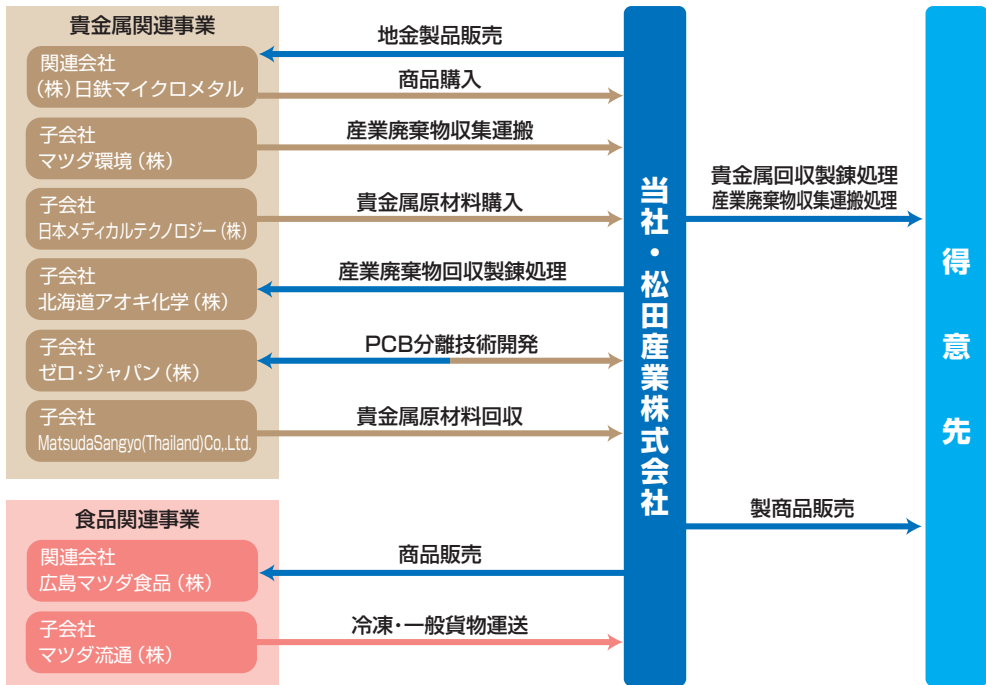 貴金属関連事業
関連会社
(株)日鉄マイクロメタル
地金製品販売
商品購入
子会社
マツダ環境(株)
産業廃棄物収集運搬
子会社
日本メディカルテクノロジー(株)
貴金属原材料購入
子会社
北海道アオキ化学(株)
産業廃棄物回収製錬処理
子会社
ゼロ・ジャパン(株)
PCB分離技術開発
子会社
MatsudaSangyo(Thailand)Co,.Ltd.
貴金属原材料回収
食品関連事業
関連会社
広島マツダ食品(株)
商品販売
子会社
マツダ流通(株)
冷凍・一般貨物運送
当社・松田産業株式会社
貴金属回収製錬処理
産業廃棄物収集運搬処理
製商品販売
得意先